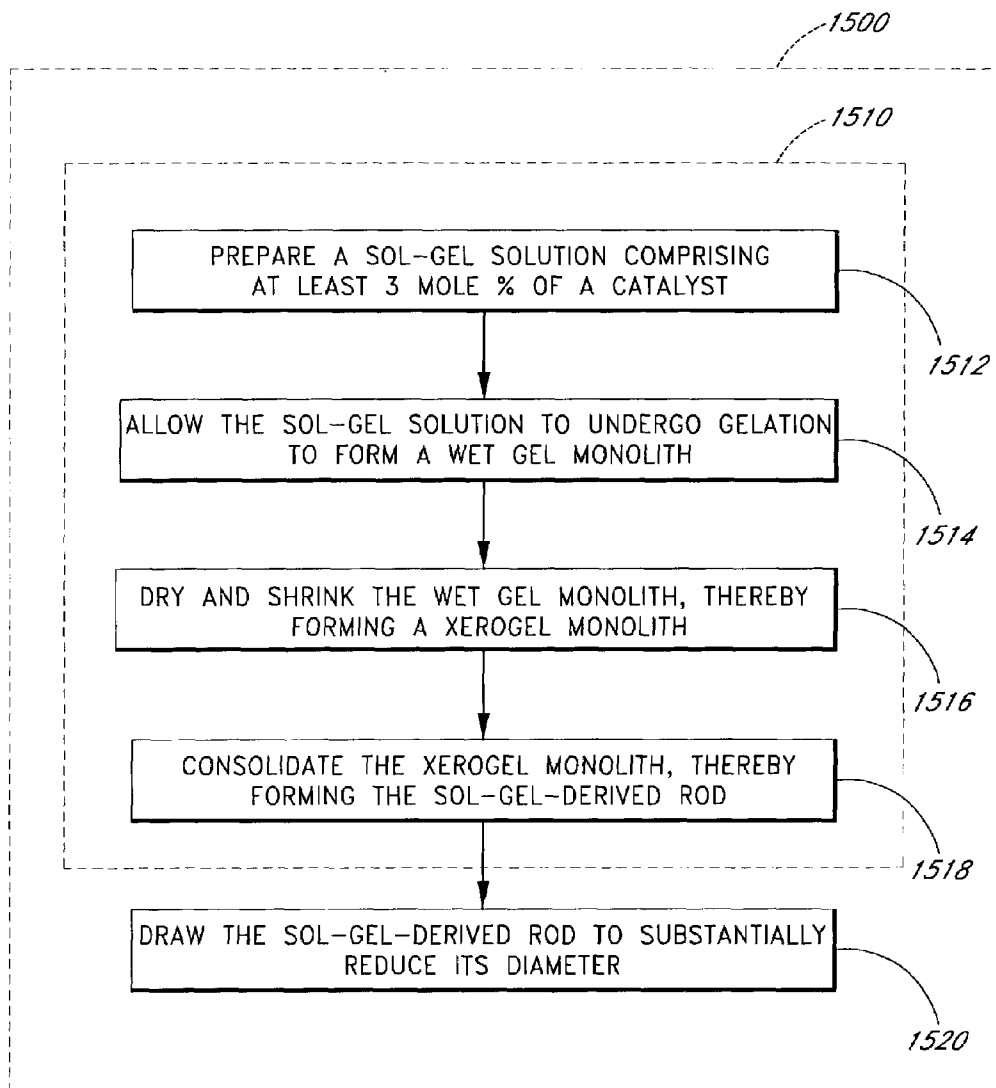 1500
1510
PREPARE A SOL-GEL SOLUTION COMPRISING
AT LEAST 3 MOLE % OF A CATALYST
1512
ALLOW THE SOL-GEL SOLUTION TO UNDERGO GELATION
TO FORM A WET GEL MONOLITH
1514
DRY AND SHRINK THE WET GEL MONOLITH, THEREBY
FORMING A XEROGEL MONOLITH
1516
CONSOLIDATE THE XEROGEL MONOLITH, THEREBY
FORMING THE SOL-GEL-DERIVED ROD
1518
DRAW THE SOL-GEL-DERIVED ROD TO SUBSTANTIALLY
REDUCE ITS DIAMETER
1520